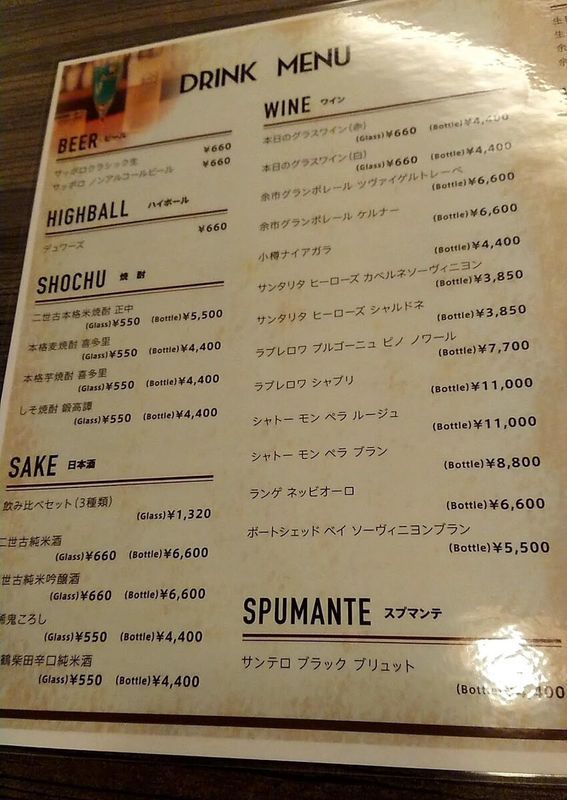 DRINK MENU
BEER ビール
サッポロクラシック生 ¥660
サッポロ ノンアルコールビール ¥660
HIGHBALL ハイボール
デュワーズ ¥660
SHOCHU 焼 酎
二世古本格米焼酎 正中
(Glass)¥550 (Bottle)¥5,500
本格麦焼酎 喜多里
(Glass)¥550 (Bottle)¥4,400
本格芋焼酎 喜多里
(Glass)¥550 (Bottle)¥4,400
しそ焼酎 鍛高譚
(Glass)¥550 (Bottle)¥4,400
SAKE 日本酒
飲み比べセット(3種類)
(Glass)¥1,320
二世古純米酒
(Glass)¥660 (Bottle)¥6,600
世古純米吟醸酒
(Glass)¥660 (Bottle)¥6,600
鬼ころし
(Glass)¥550 (Bottle)¥4,400
鶴柴田辛口純米酒
(Glass)¥550 (Bottle)¥4,400
WINE ワイン
本日のグラスワイン(赤)
(Glass)¥660 (Bottle)¥4,400
本日のグラスワイン(白)
(Glass)¥660 (Bottle)¥4,400
余市グランポレール ツヴァイゲルトレーベ
(Bottle)¥6,600
余市グランポレール ケルナー
(Bottle)¥6,600
小樽ナイアガラ
(Bottle)¥4,400
サンタリタ ヒーローズ カベルネソーヴィニヨン
(Bottle)¥3,850
サンタリタ ヒーローズ シャルドネ
(Bottle)¥3,850
ラブレロワ ブルゴーニュ ピノ ノワール
(Bottle)¥7,700
ラブレロワ シャブリ
(Bottle)¥11,000
シャトー モン ペラ ルージュ
(Bottle)¥11,000
シャトー モン ペラ ブラン
(Bottle)¥8,800
ランゲ ネッビオーロ
(Bottle)¥6,600
ポートシェッド ベイ ソーヴィニヨンブラン
(Bottle)¥5,500
SPUMANTE スプマンテ
サンテロ ブラック ブリュット
(Bottle)¥4,400